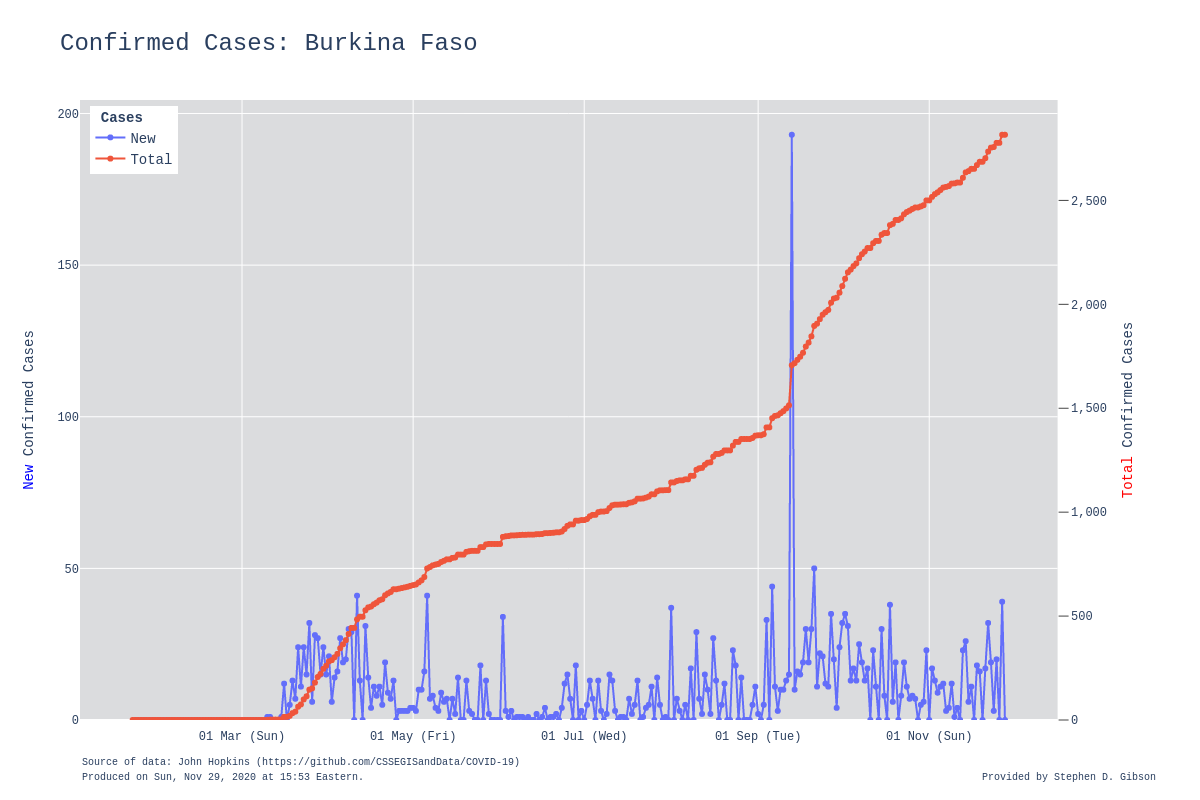 Confirmed Cases: Burkina Faso
Cases
New
Total
200
150
100
50
0
2,500
2,000
1,500
1,000
500
0
New Confirmed Cases
Total Confirmed Cases
01 Mar (Sun)
01 May (Fri)
01 Jul (Wed)
01 Sep (Tue)
01 Nov (Sun)
Source of data: John Hopkins (https://github.com/CSSEGISandData/COVID-19)
Produced on Sun, Nov 29, 2020 at 15:53 Eastern.
Provided by Stephen D. Gibson